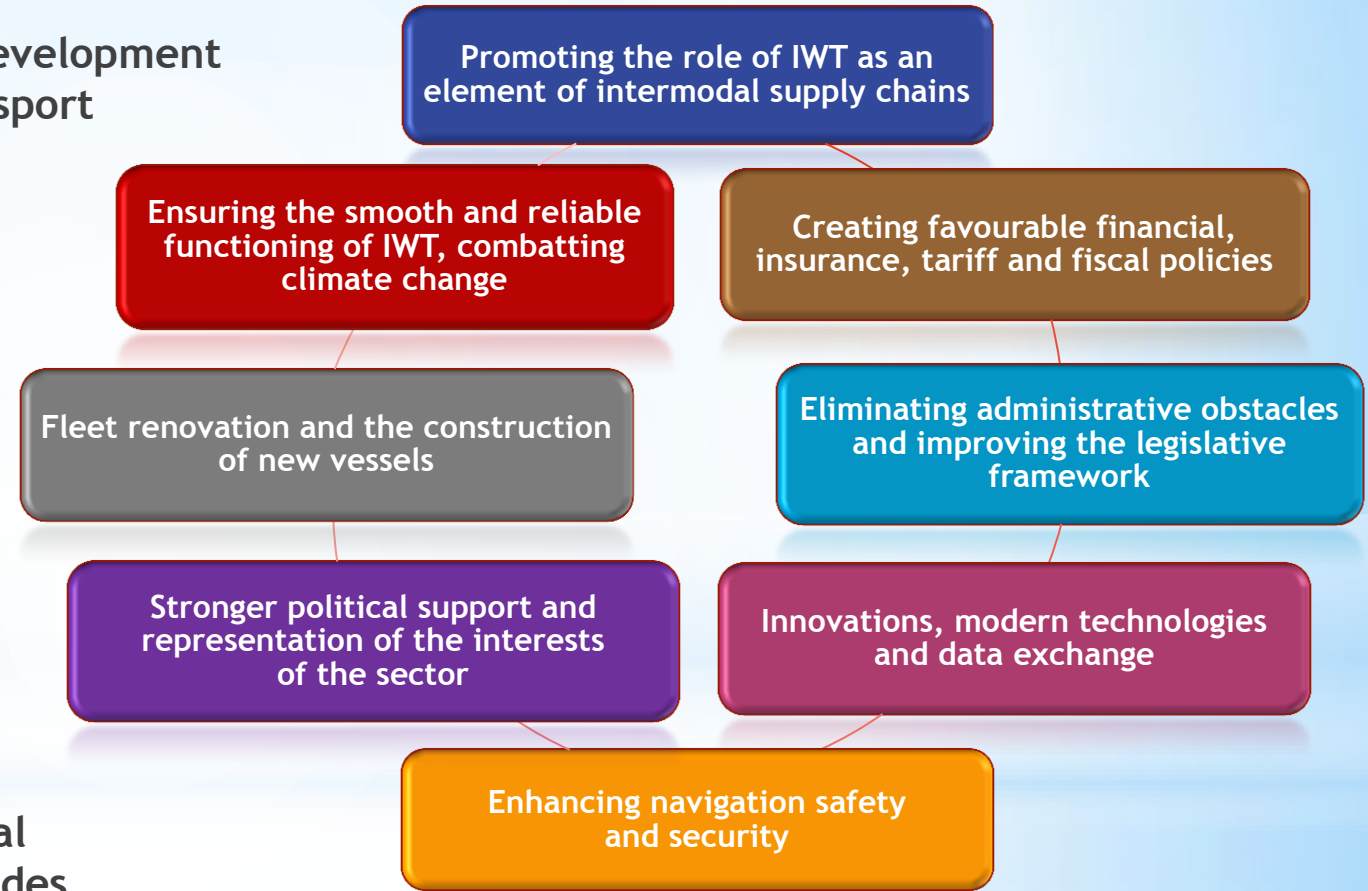 evelopment
sport
Promoting the role of IWT as an
element of intermodal supply chains
Ensuring the smooth and reliable
functioning of IWT, combatting
climate change
Creating favourable financial,
insurance, tariff and fiscal policies
Fleet renovation and the construction
of new vessels
Eliminating administrative obstacles
and improving the legislative
framework
Stronger political support and
representation of the interests
of the sector
Innovations, modern technologies
and data exchange
Enhancing navigation safety
and security
al
des